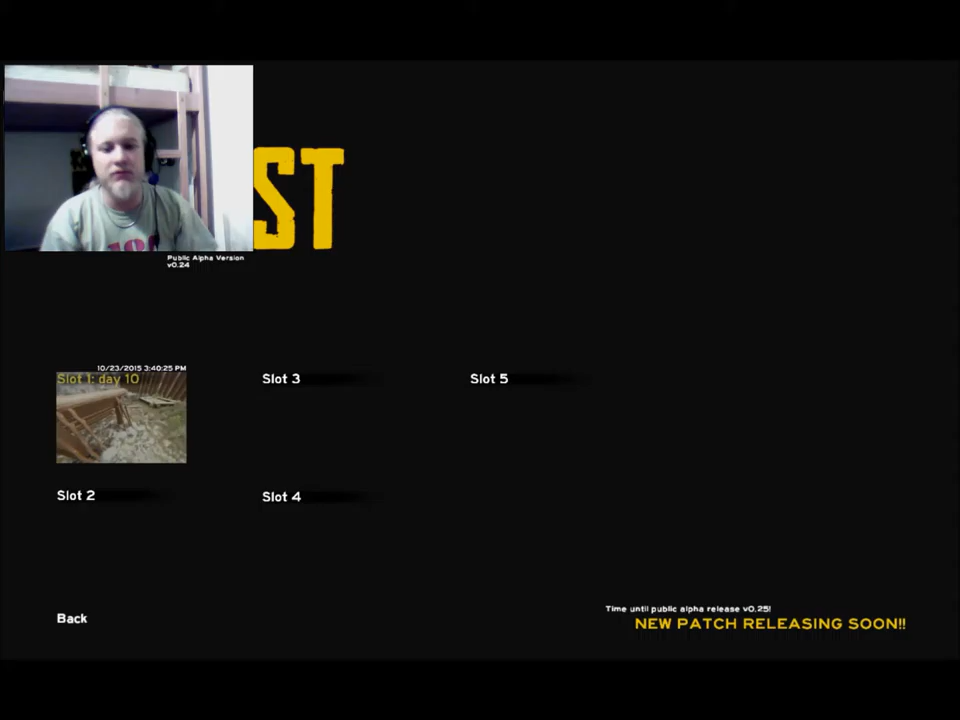 ST
Public Alpha Version
v0.24
10/23/2015 3:40:25 PM
Slot 1: day 10
Slot 3
Slot 5
Slot 2
Slot 4
Back
Time until public alpha release v0.25!
NEW PATCH RELEASING SOON!!